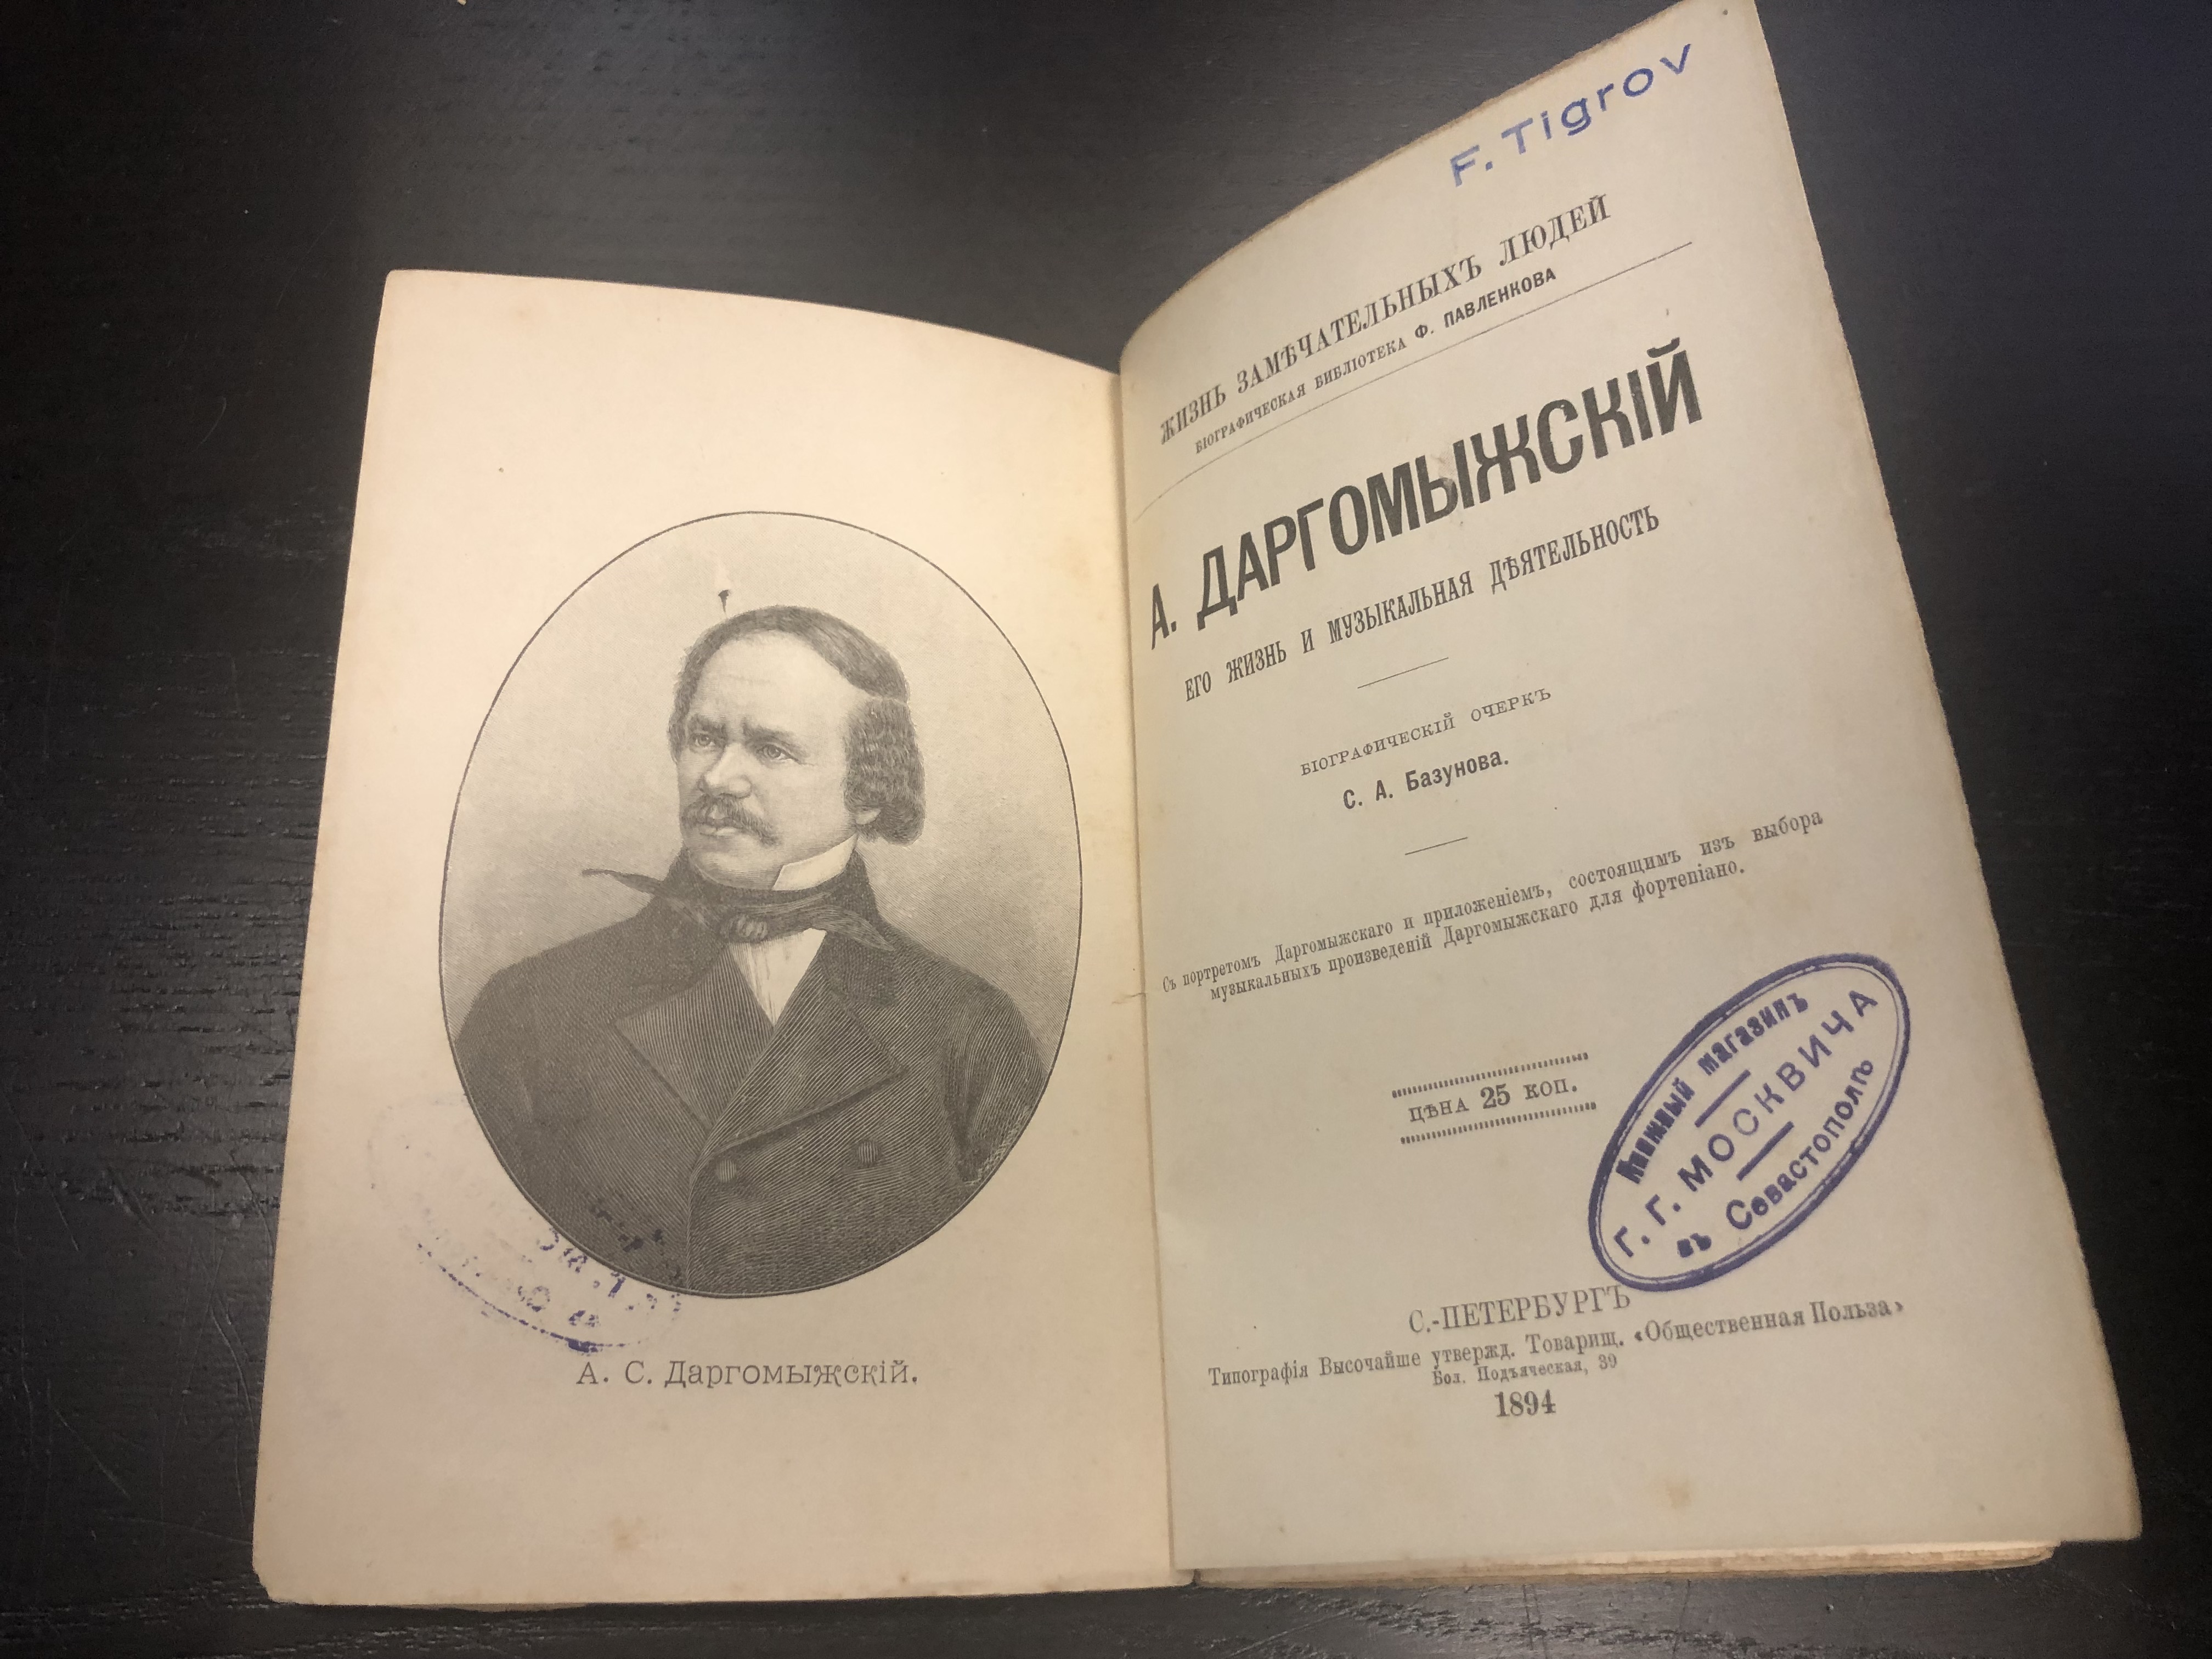 А. С. Даргомыжскій.
F. Tigrov
ЖИЗНЬ ЗАМѢЧАТЕЛЬНЫХЪ ЛЮДЕЙ
БІОГРАФИЧЕСКАЯ БИБЛІОТЕКА Ф. ПАВЛЕНКОВА
А. ДАРГОМЫЖСКІЙ
ЕГО ЖИЗНЬ И МУЗЫКАЛЬНАЯ ДѢЯТЕЛЬНОСТЬ
БІОГРАФИЧЕСКІЙ ОЧЕРКЪ
С. А. Базунова.
Съ портретомъ Даргомыжскаго и приложеніемъ, состоящимъ изъ выбора
музыкальныхъ произведеній Даргомыжскаго для фортепіано.
ЦѢНА 25 КОП.
Книжный магазинъ
Г. Г. МОСКВИЧА
въ Севастополѣ
С.-ПЕТЕРБУРГЪ
Типографія Высочайше утвержд. Товарищ. «Общественная Польза»
Бол. Подъяческая, 39
1894